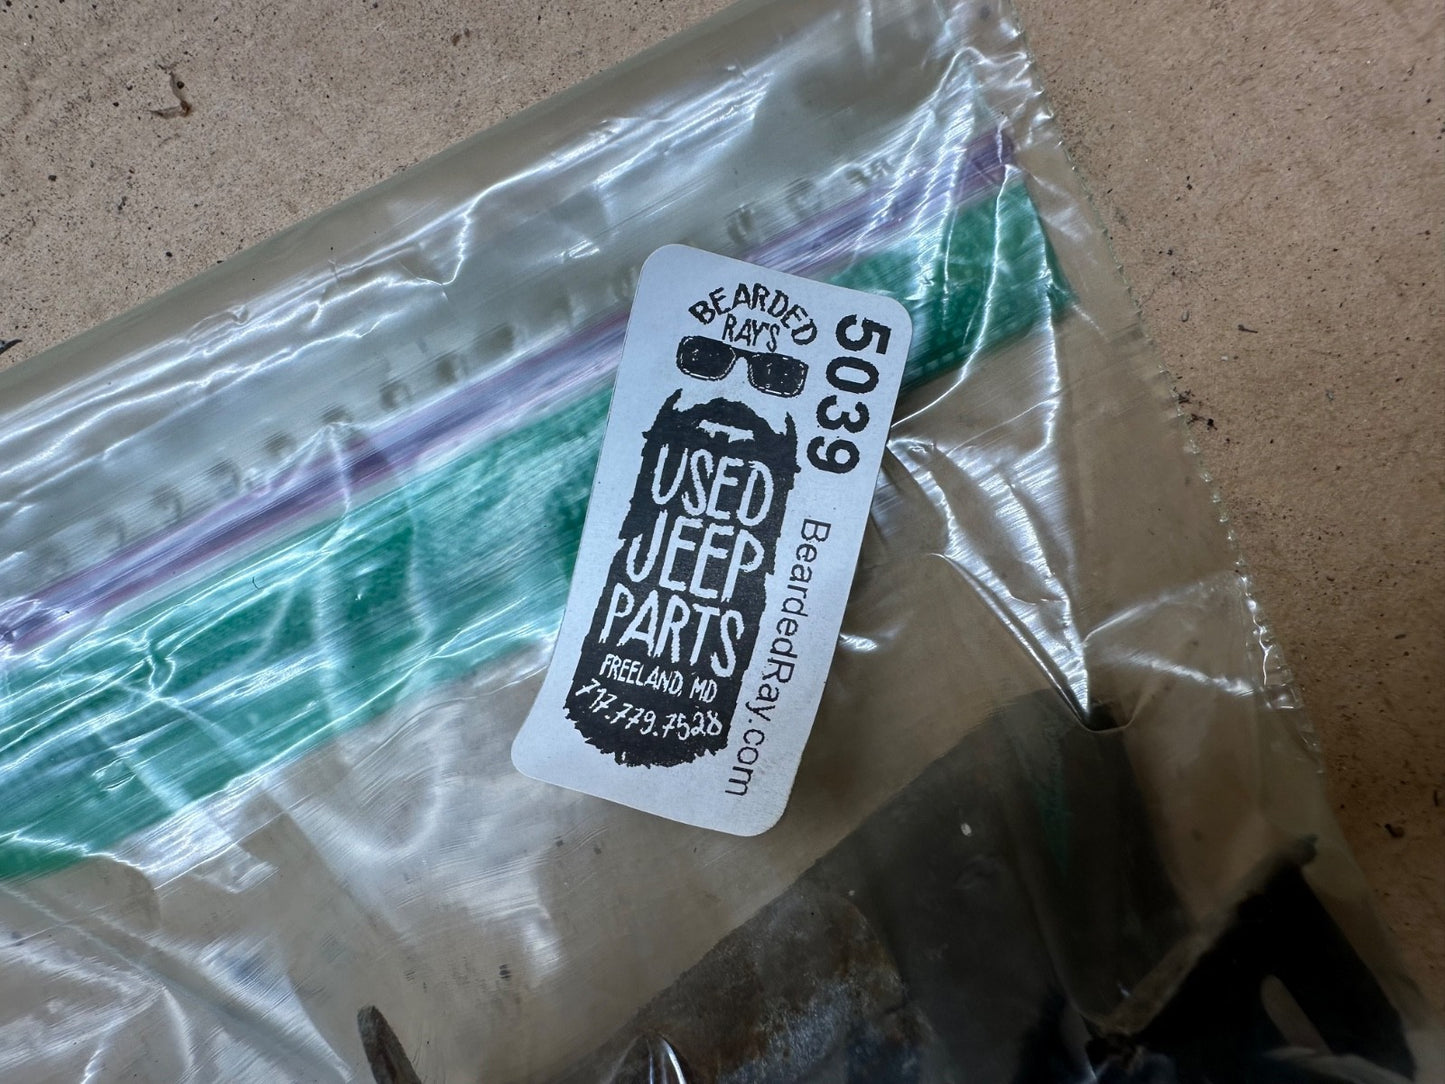 BEARDED
RAY'S
USED
JEEP
PARTS
FREELAND, MD
717.779.7528
5039
BeardedRay.com